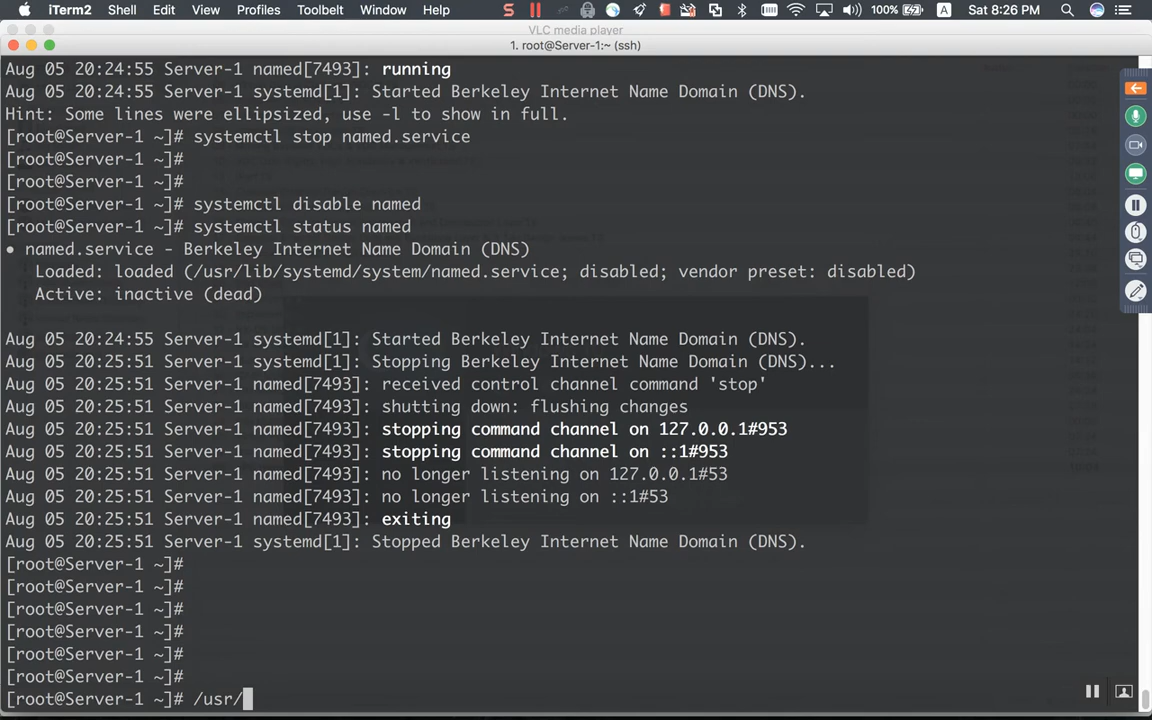 iTerm2 Shell Edit View Profiles Toolbelt Window Help 100% A Sat 8:26 PM
VLC media player
1. root@Server-1:~ (ssh)
Aug 05 20:24:55 Server-1 named[7493]: running
Aug 05 20:24:55 Server-1 systemd[1]: Started Berkeley Internet Name Domain (DNS).
Hint: Some lines were ellipsized, use -l to show in full.
[root@Server-1 ~]# systemctl stop named.service
[root@Server-1 ~]#
[root@Server-1 ~]#
[root@Server-1 ~]# systemctl disable named
[root@Server-1 ~]# systemctl status named
● named.service - Berkeley Internet Name Domain (DNS)
Loaded: loaded (/usr/lib/systemd/system/named.service; disabled; vendor preset: disabled)
Active: inactive (dead)
Aug 05 20:24:55 Server-1 systemd[1]: Started Berkeley Internet Name Domain (DNS).
Aug 05 20:25:51 Server-1 systemd[1]: Stopping Berkeley Internet Name Domain (DNS)...
Aug 05 20:25:51 Server-1 named[7493]: received control channel command 'stop'
Aug 05 20:25:51 Server-1 named[7493]: shutting down: flushing changes
Aug 05 20:25:51 Server-1 named[7493]: stopping command channel on 127.0.0.1#953
Aug 05 20:25:51 Server-1 named[7493]: stopping command channel on ::1#953
Aug 05 20:25:51 Server-1 named[7493]: no longer listening on 127.0.0.1#53
Aug 05 20:25:51 Server-1 named[7493]: no longer listening on ::1#53
Aug 05 20:25:51 Server-1 named[7493]: exiting
Aug 05 20:25:51 Server-1 systemd[1]: Stopped Berkeley Internet Name Domain (DNS).
[root@Server-1 ~]#
[root@Server-1 ~]#
[root@Server-1 ~]#
[root@Server-1 ~]#
[root@Server-1 ~]#
[root@Server-1 ~]#
[root@Server-1 ~]# /usr/